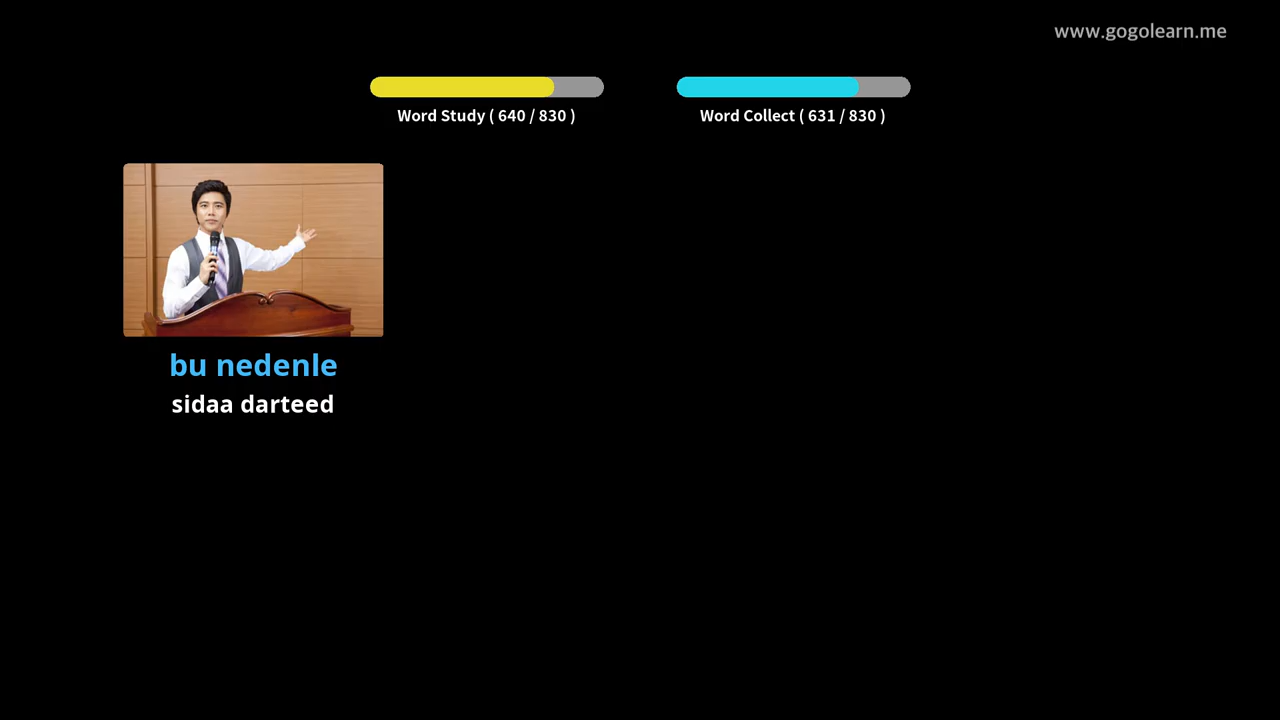 www.gogolearn.me
Word Study ( 640 / 830 )
Word Collect ( 631 / 830 )
bu nedenle
sidaa darteed